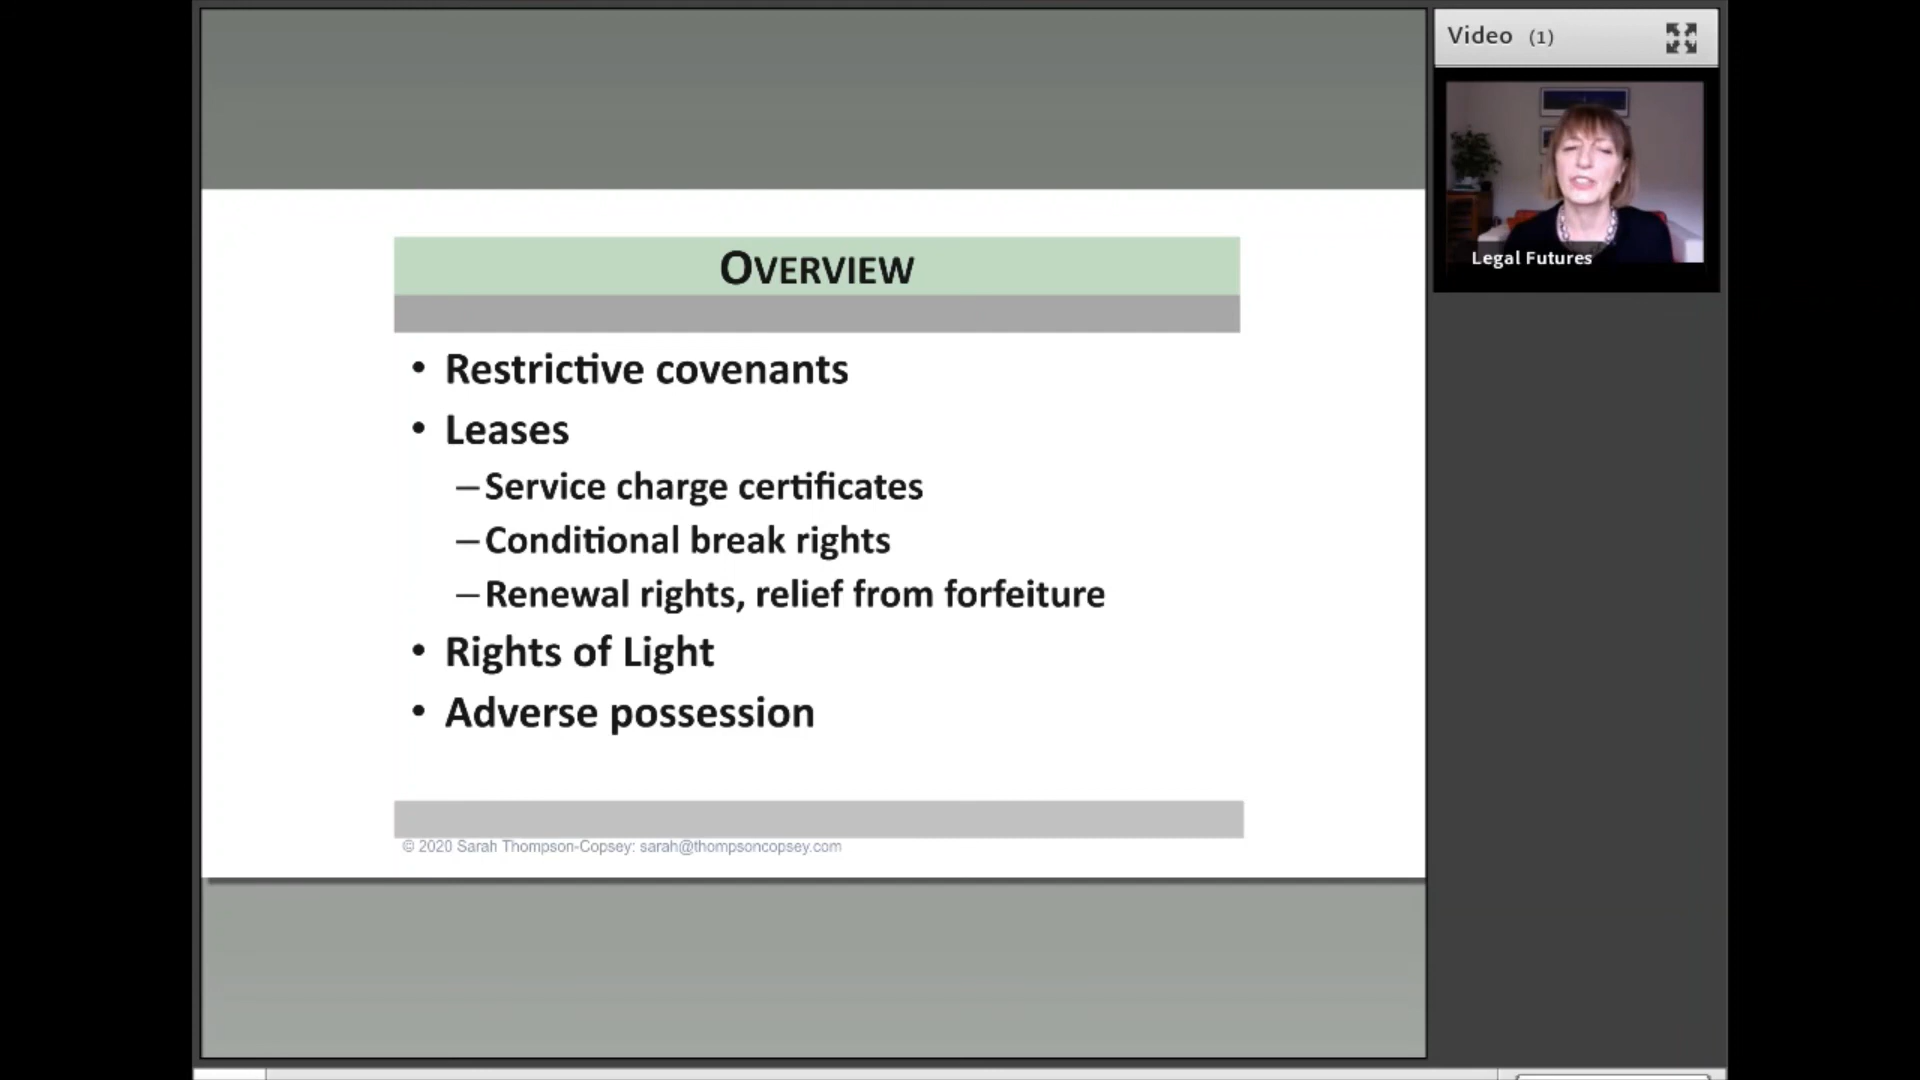 OVERVIEW
• Restrictive covenants
• Leases
– Service charge certificates
– Conditional break rights
– Renewal rights, relief from forfeiture
• Rights of Light
• Adverse possession
© 2020 Sarah Thompson-Copsey: sarah@thompsoncopsey.com
Video (1)
Legal Futures